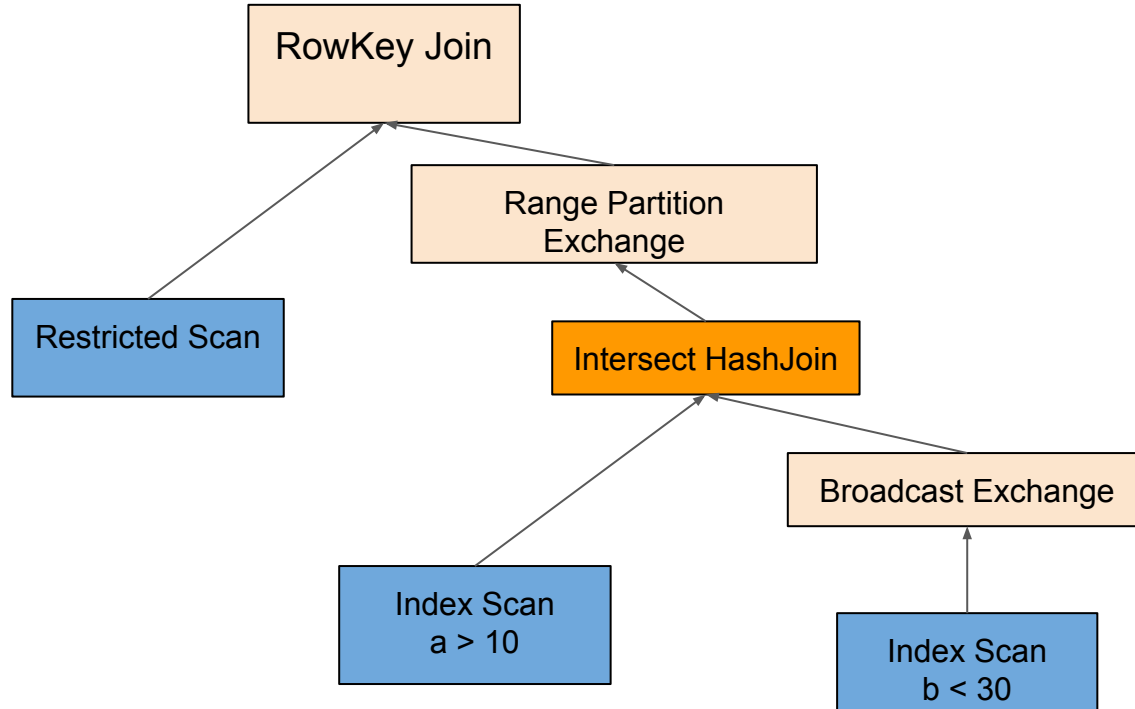 RowKey Join
Range Partition
Exchange
Restricted Scan
Intersect HashJoin
Broadcast Exchange
Index Scan
a > 10
Index Scan
b < 30